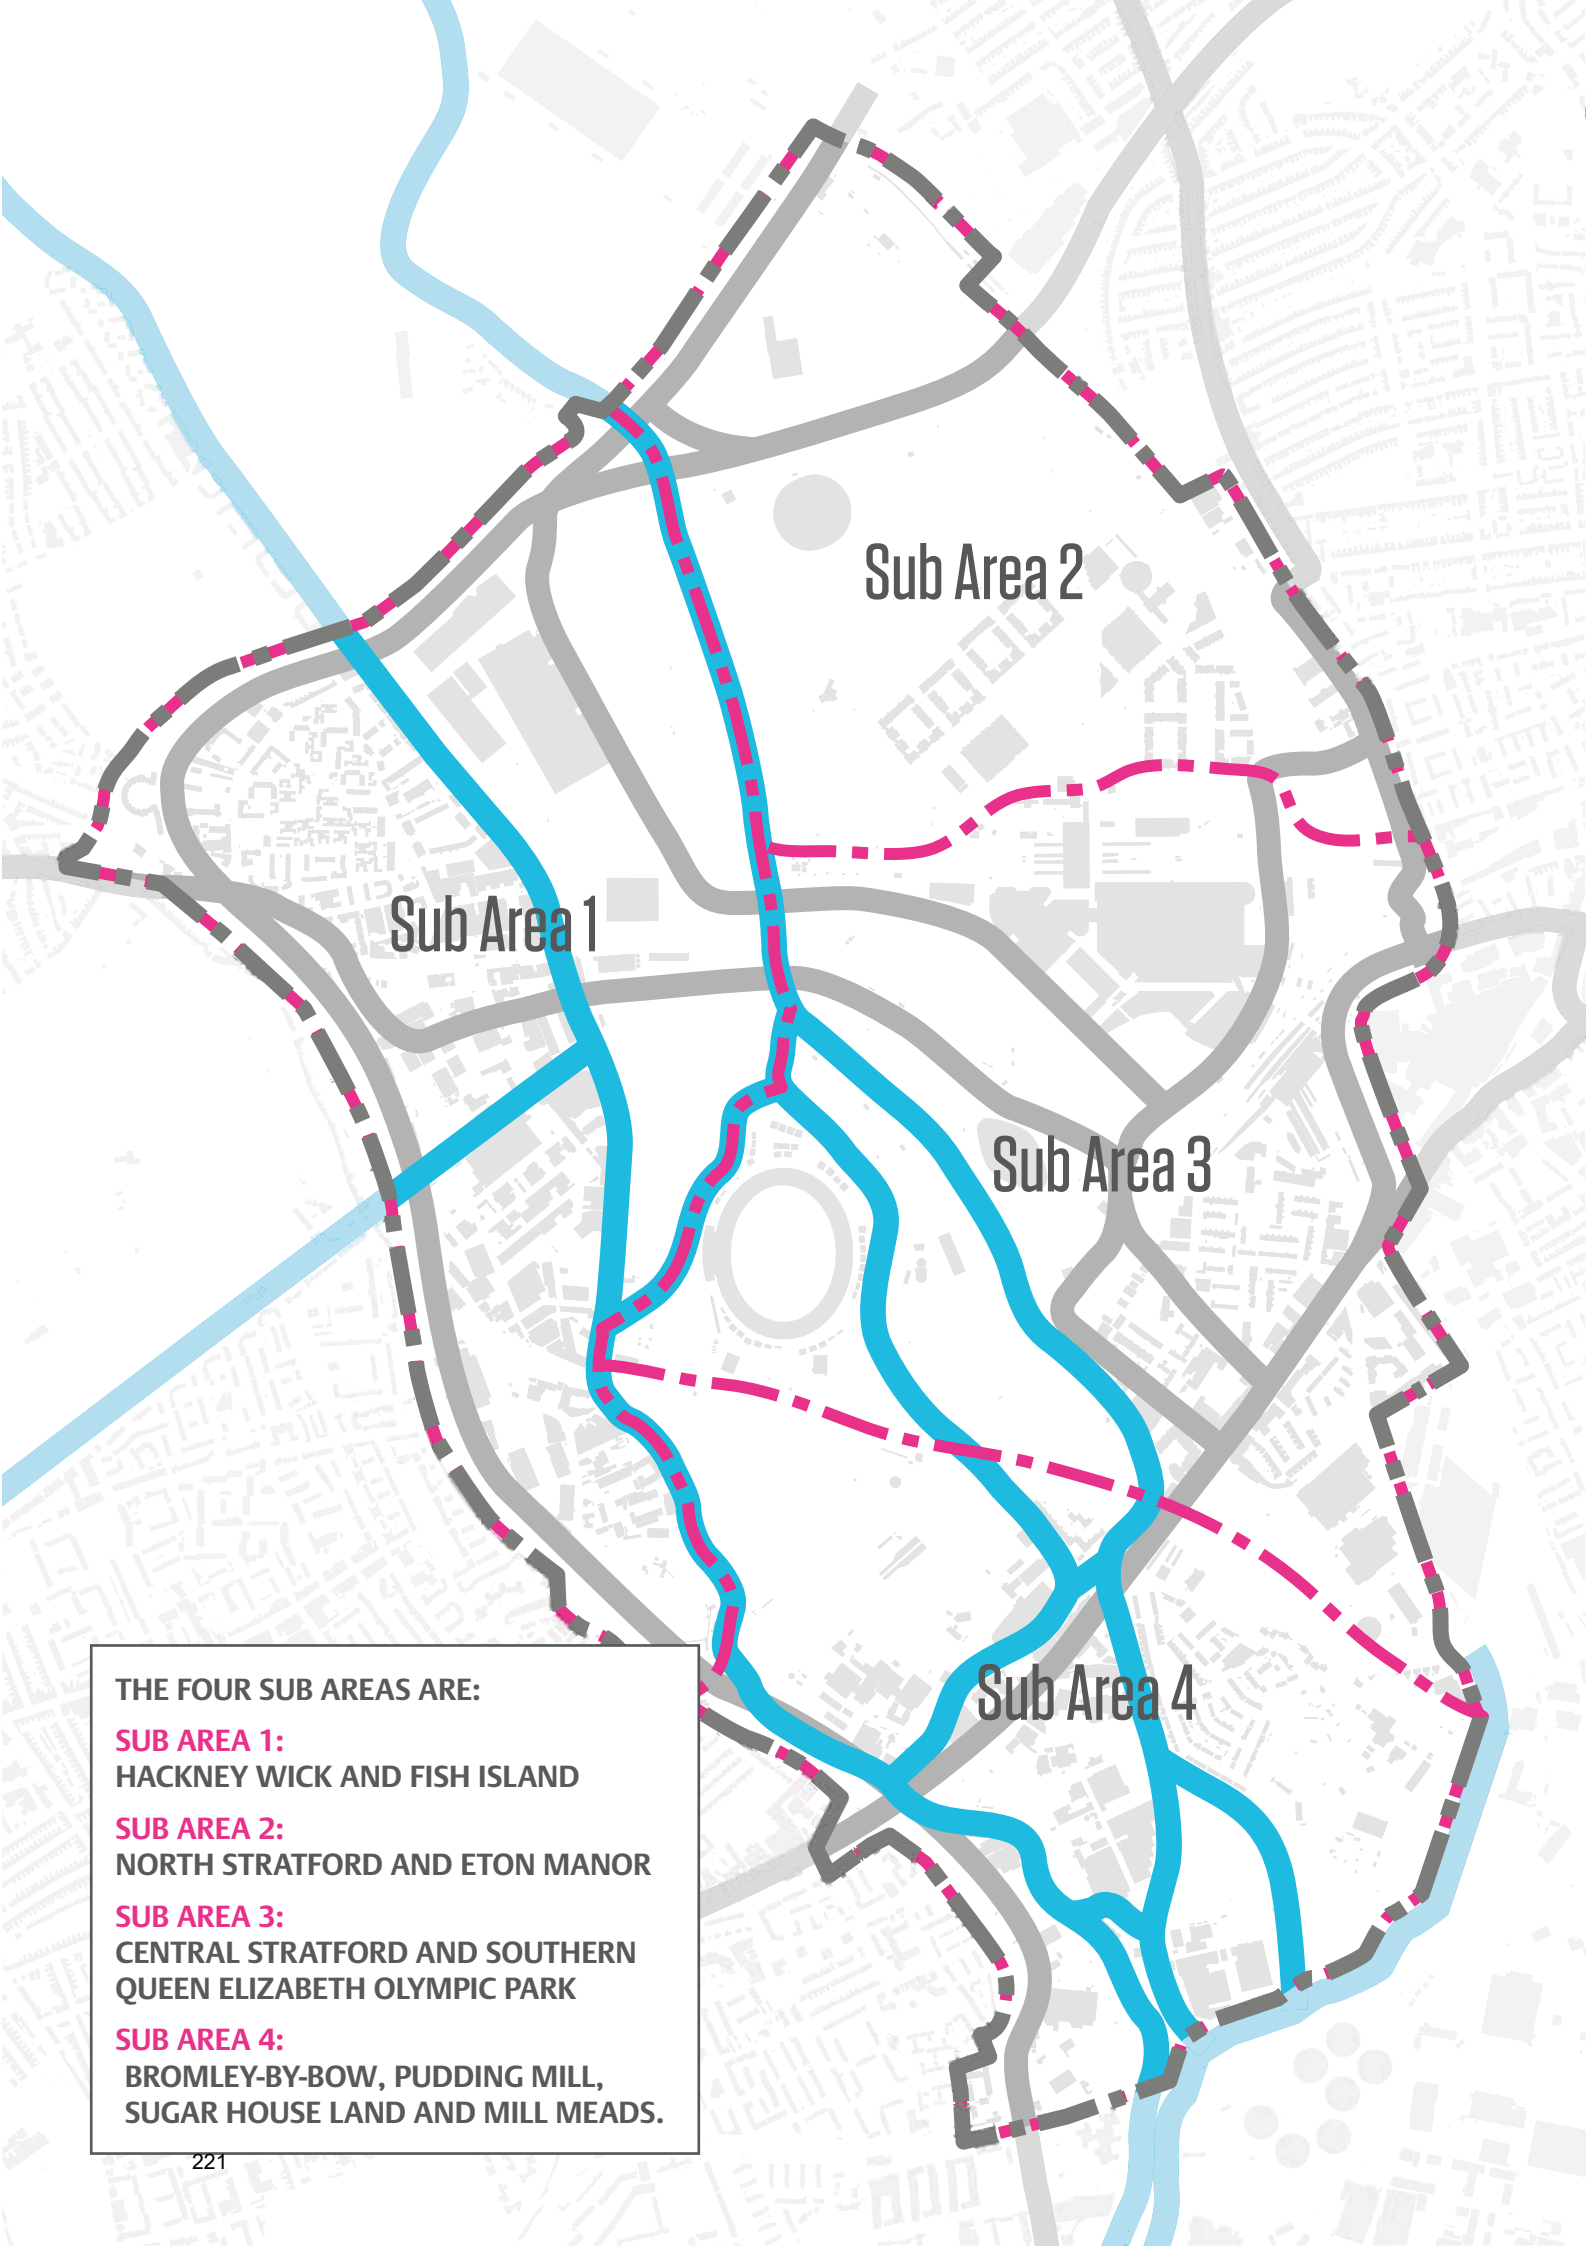 Sub Area 2
Sub Area 1
Sub Area 3
Sub Area 4
THE FOUR SUB AREAS ARE:
SUB AREA 1:
HACKNEY WICK AND FISH ISLAND
SUB AREA 2:
NORTH STRATFORD AND ETON MANOR
SUB AREA 3:
CENTRAL STRATFORD AND SOUTHERN
QUEEN ELIZABETH OLYMPIC PARK
SUB AREA 4:
BROMLEY-BY-BOW, PUDDING MILL,
SUGAR HOUSE LAND AND MILL MEADS.
221